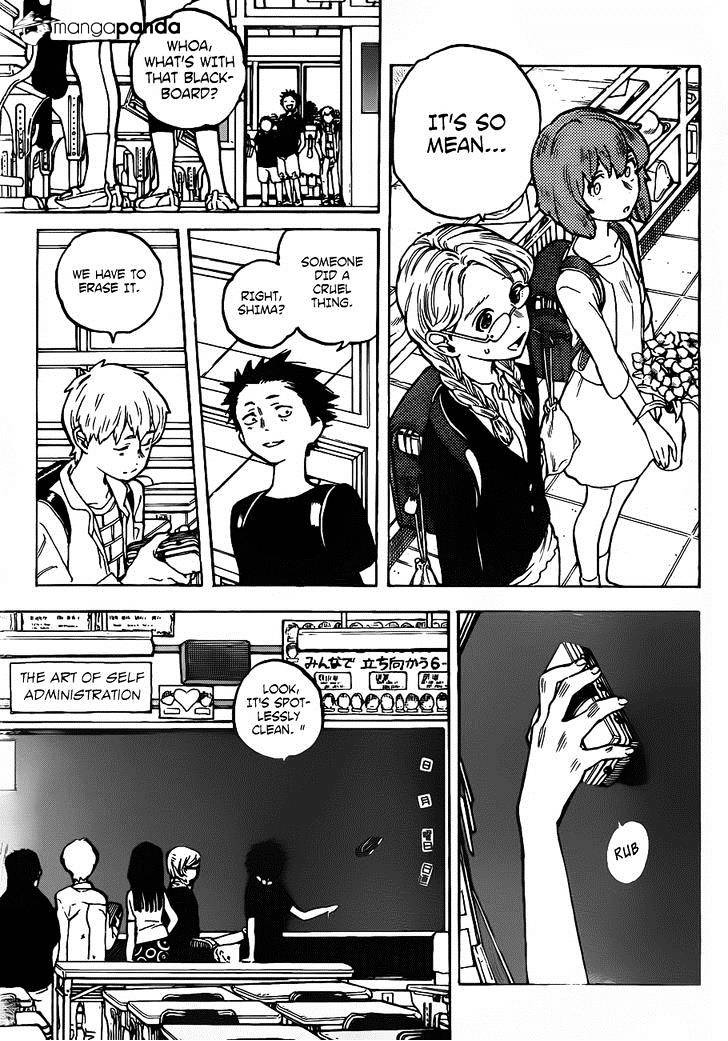 mangapanda
WHOA,
WHAT'S WITH
THAT BLACK-
BOARD?
IT'S SO
MEAN...
WE HAVE TO
ERASE IT.
SOMEONE
DID A
CRUEL
THING.
RIGHT,
SHIMA?
THE ART OF SELF
ADMINISTRATION
みんなで 立ち向かう6-
LOOK,
IT'S SPOT-
LESSLY
CLEAN. "
日
月
曜日
日
RUB